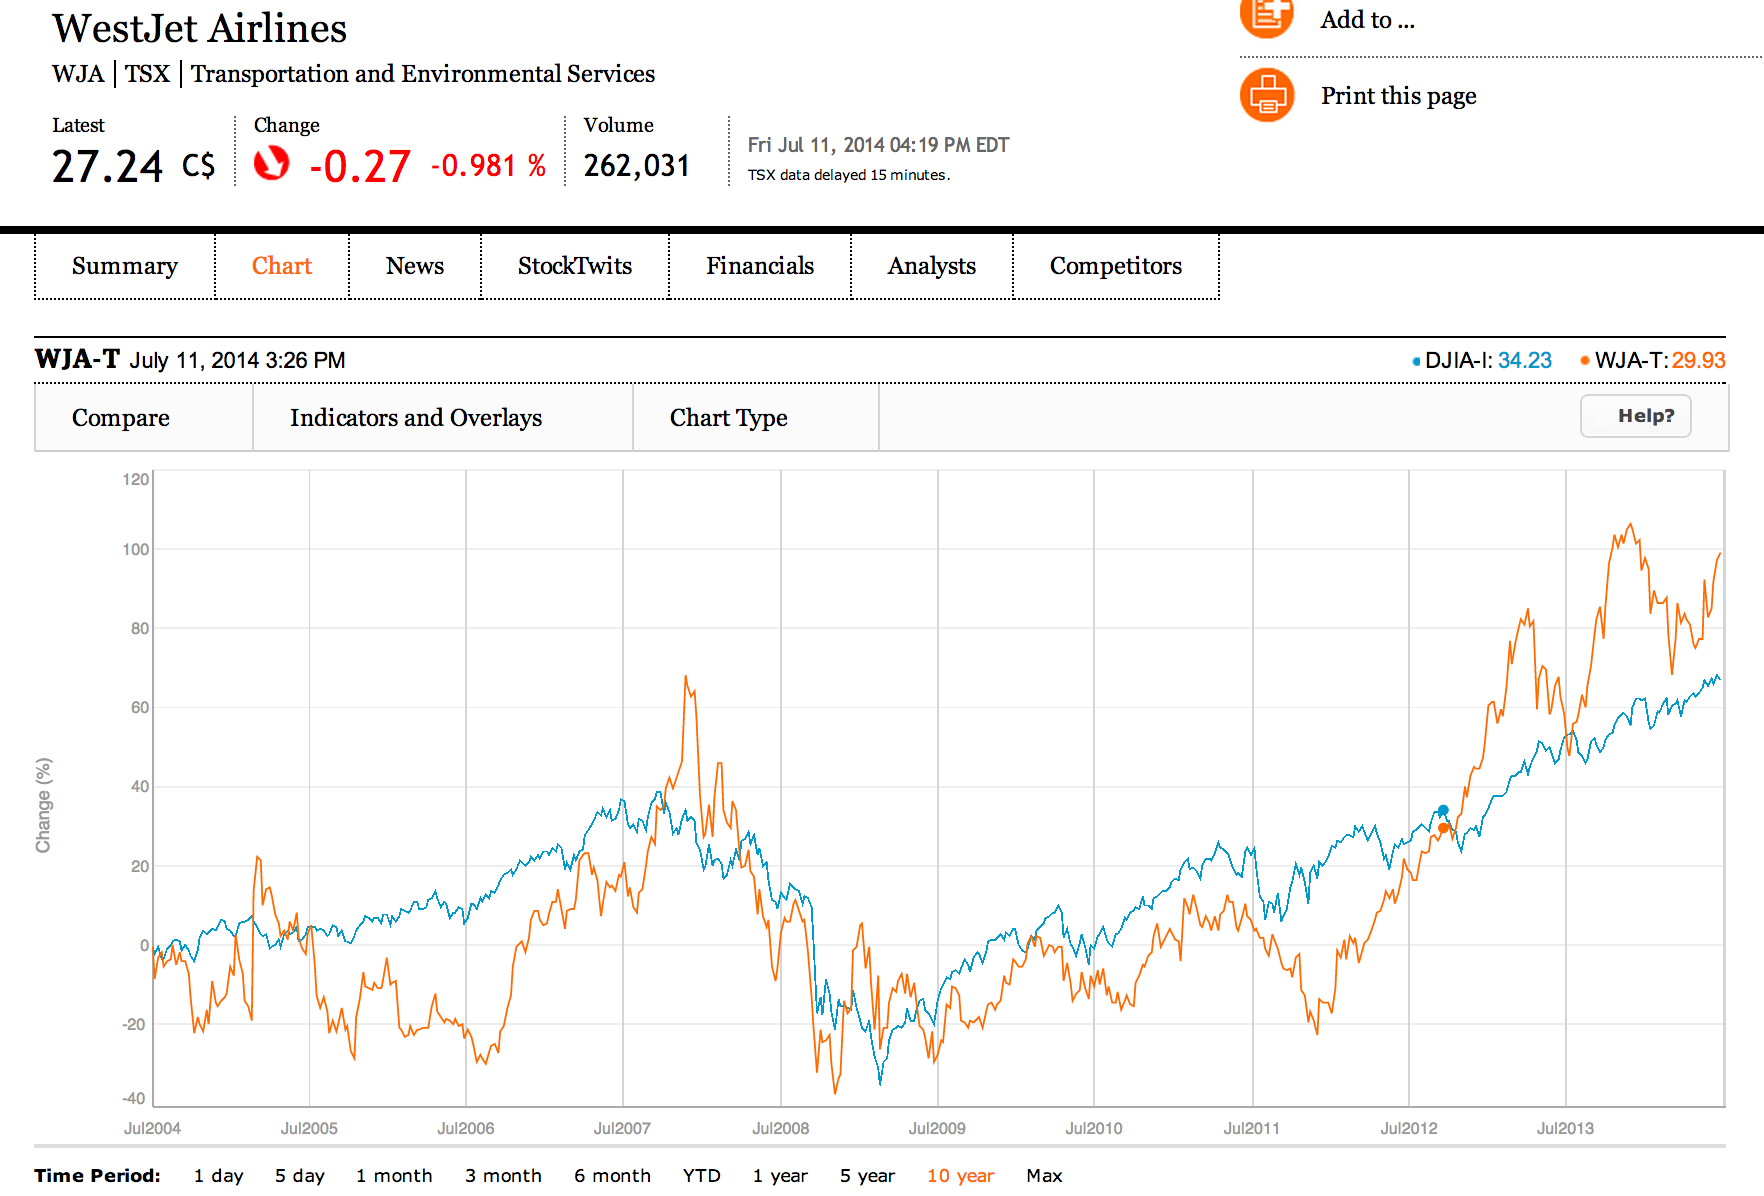 WestJet Airlines
Add to ...
WJA | TSX | Transportation and Environmental Services
Print this page
Latest
Change
Volume
27.24 C$
-0.27 -0.981 %
262,031
Fri Jul 11, 2014 04:19 PM EDT
TSX data delayed 15 minutes.
Summary Chart News StockTwits Financials Analysts Competitors
WJA-T July 11, 2014 3:26 PM
DJIA-I: 34.23 WJA-T: 29.93
Compare Indicators and Overlays Chart Type Help?
120
100
80
60
40
20
0
-20
-40
Change (%)
Jul2004 Jul2005 Jul2006 Jul2007 Jul2008 Jul2009 Jul2010 Jul2011 Jul2012 Jul2013
Time Period: 1 day 5 day 1 month 3 month 6 month YTD 1 year 5 year 10 year Max